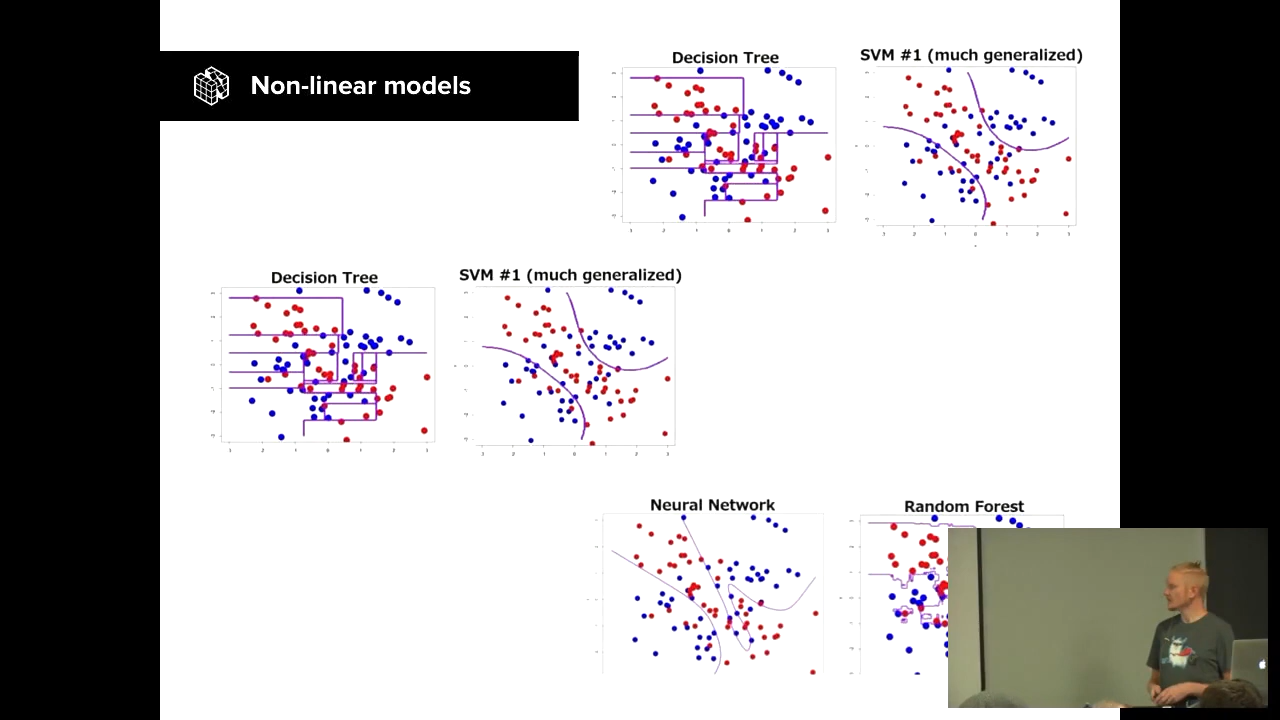 Non-linear models
Decision Tree
SVM #1 (much generalized)
Decision Tree
SVM #1 (much generalized)
Neural Network
Random Forest